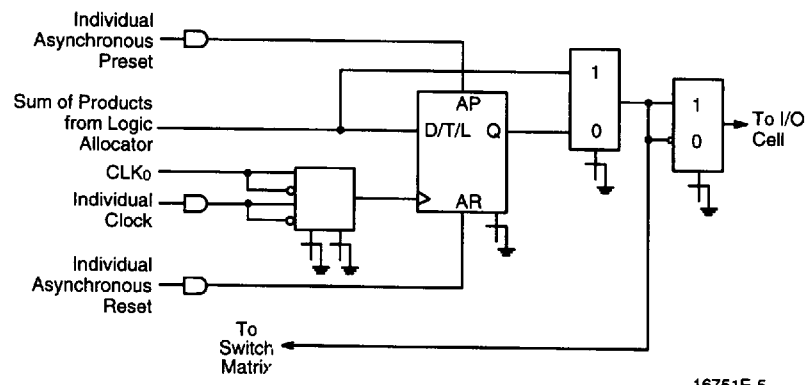 Individual
Asynchronous
Preset
Sum of Products
from Logic
Allocator
CLK0
Individual
Clock
Individual
Asynchronous
Reset
AP
D/T/L Q
AR
1
0
1
0
To I/O
Cell
To
Switch
Matrix
16751E-5